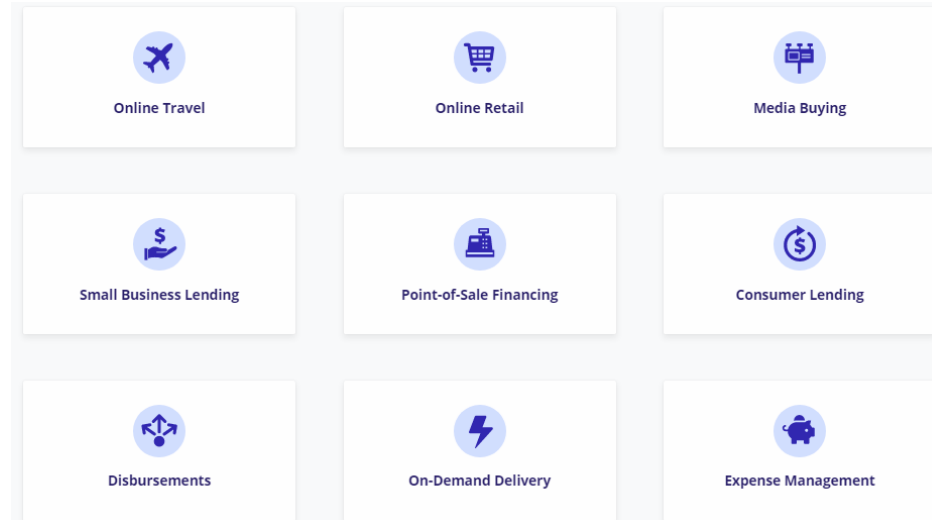 Online Travel
Online Retail
Media Buying
$
Small Business Lending
Point-of-Sale Financing
$
Consumer Lending
Disbursements
On-Demand Delivery
Expense Management